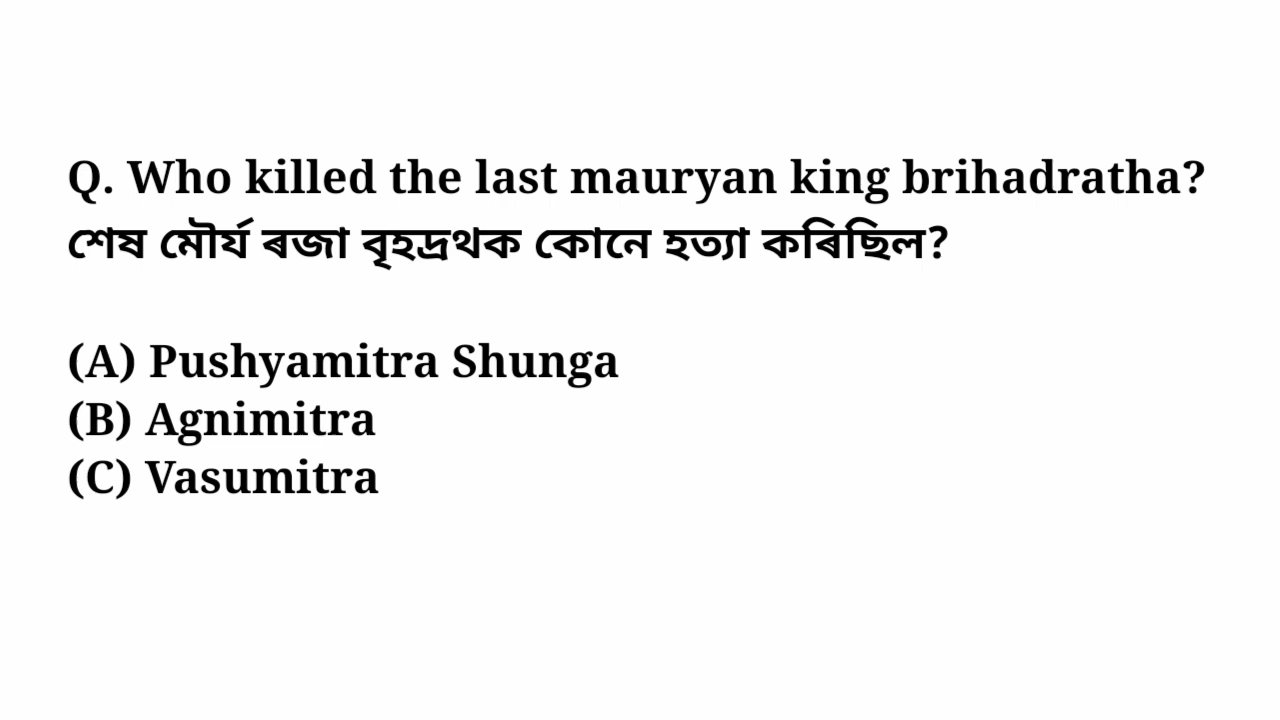 Q. Who killed the last mauryan king brihadratha?
শেষ মৌৰ্য ৰজা বৃহদ্ৰথক কোনে হত্যা কৰিছিল?
(A) Pushyamitra Shunga
(B) Agnimitra
(C) Vasumitra